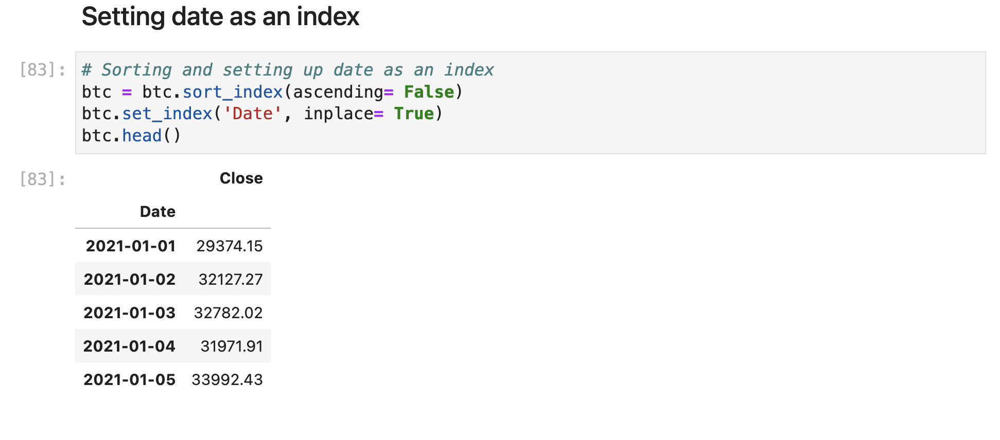 Setting date as an index
[83]: # Sorting and setting up date as an index
btc = btc.sort_index(ascending= False)
btc.set_index('Date', inplace= True)
btc.head()
[83]: Close
Date
2021-01-01 29374.15
2021-01-02 32127.27
2021-01-03 32782.02
2021-01-04 31971.91
2021-01-05 33992.43